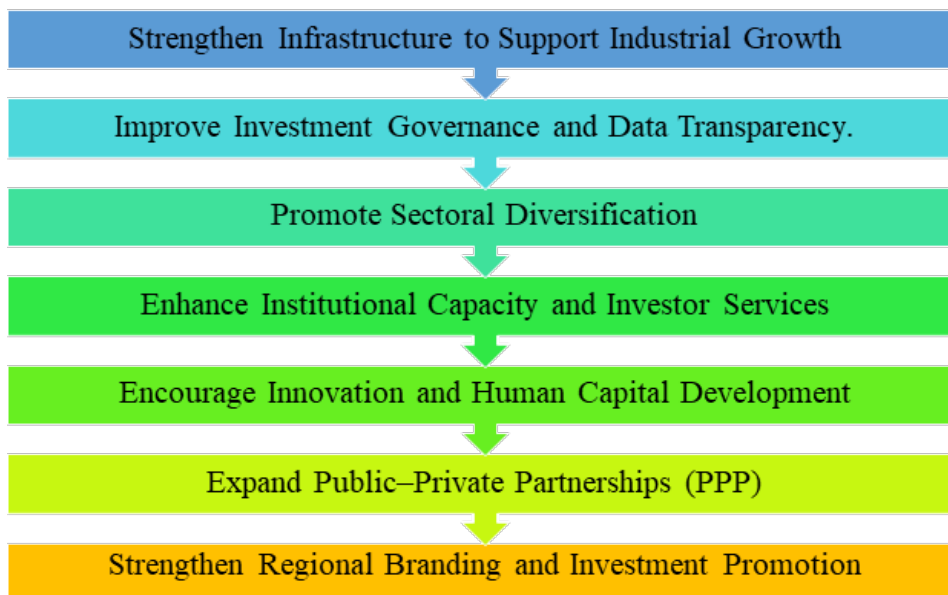 Strengthen Infrastructure to Support Industrial Growth
Improve Investment Governance and Data Transparency.
Promote Sectoral Diversification
Enhance Institutional Capacity and Investor Services
Encourage Innovation and Human Capital Development
Expand Public–Private Partnerships (PPP)
Strengthen Regional Branding and Investment Promotion